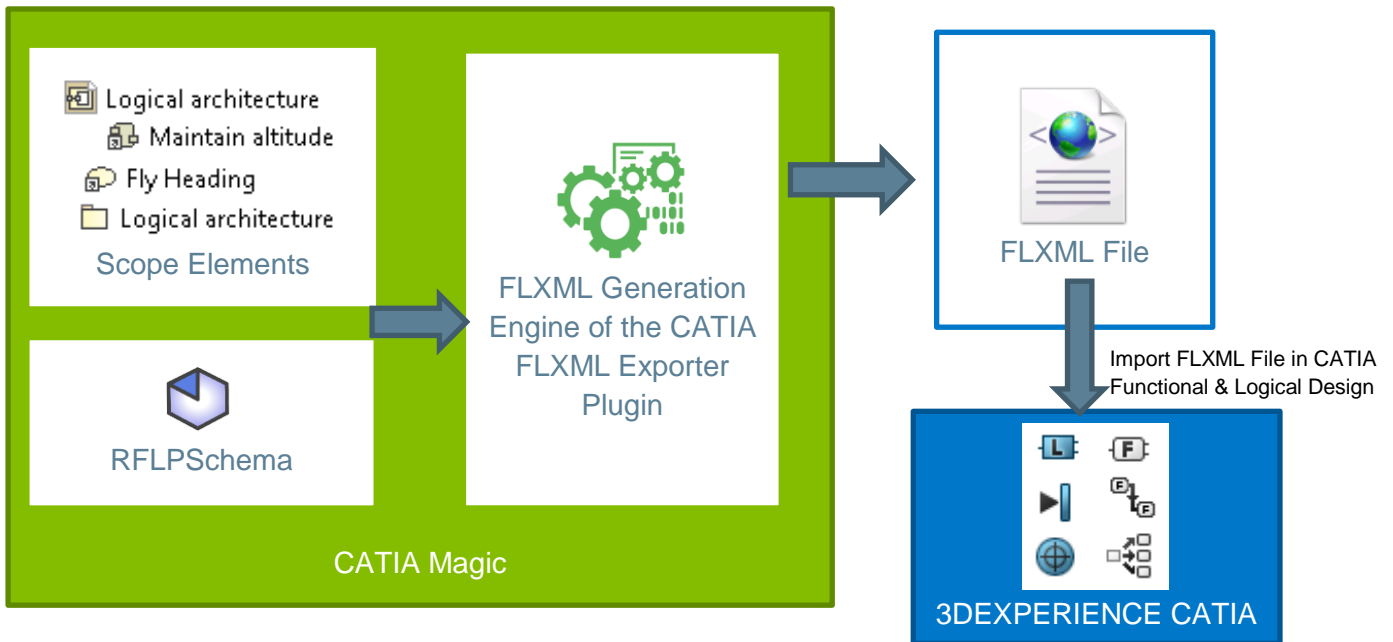 Logical architecture
Maintain altitude
Fly Heading
Logical architecture
Scope Elements
RFLPSchema
FLXML Generation
Engine of the CATIA
FLXML Exporter
Plugin
CATIA Magic
< >
FLXML File
Import FLXML File in CATIA
Functional & Logical Design
L
F
F
F
3DEXPERIENCE CATIA